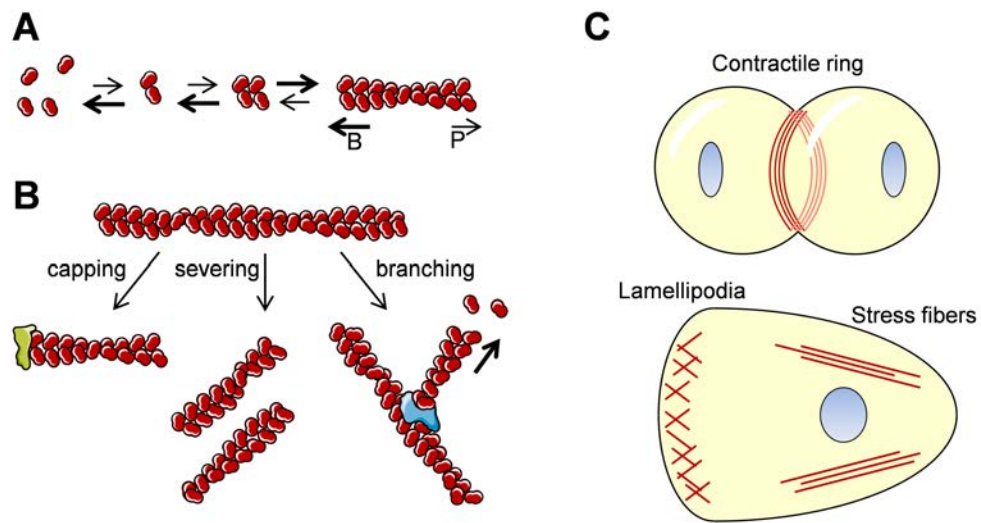 A
B P
B
capping severing branching
C
Contractile ring
Lamellipodia
Stress fibers